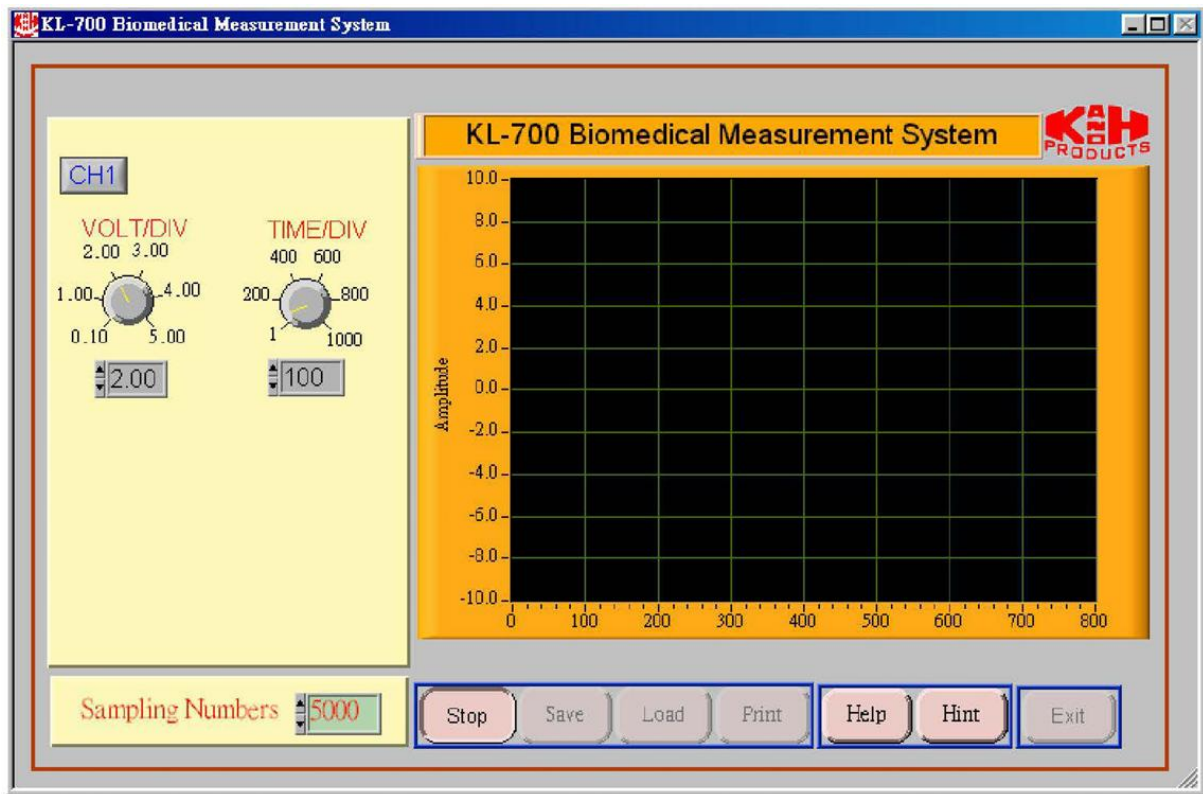 KL-700 Biomedical Measurement System
KL-700 Biomedical Measurement System
K AND H
PRODUCTS
CH1
VOLT/DIV
2.00 3.00
1.00 4.00
0.10 5.00
2.00
TIME/DIV
400 600
200 800
1 1000
100
Amplitude
10.0
8.0
6.0
4.0
2.0
0.0
-2.0
-4.0
-6.0
-8.0
-10.0
0 100 200 300 400 500 600 700 800
Sampling Numbers 5000
Stop Save Load Print Help Hint Exit